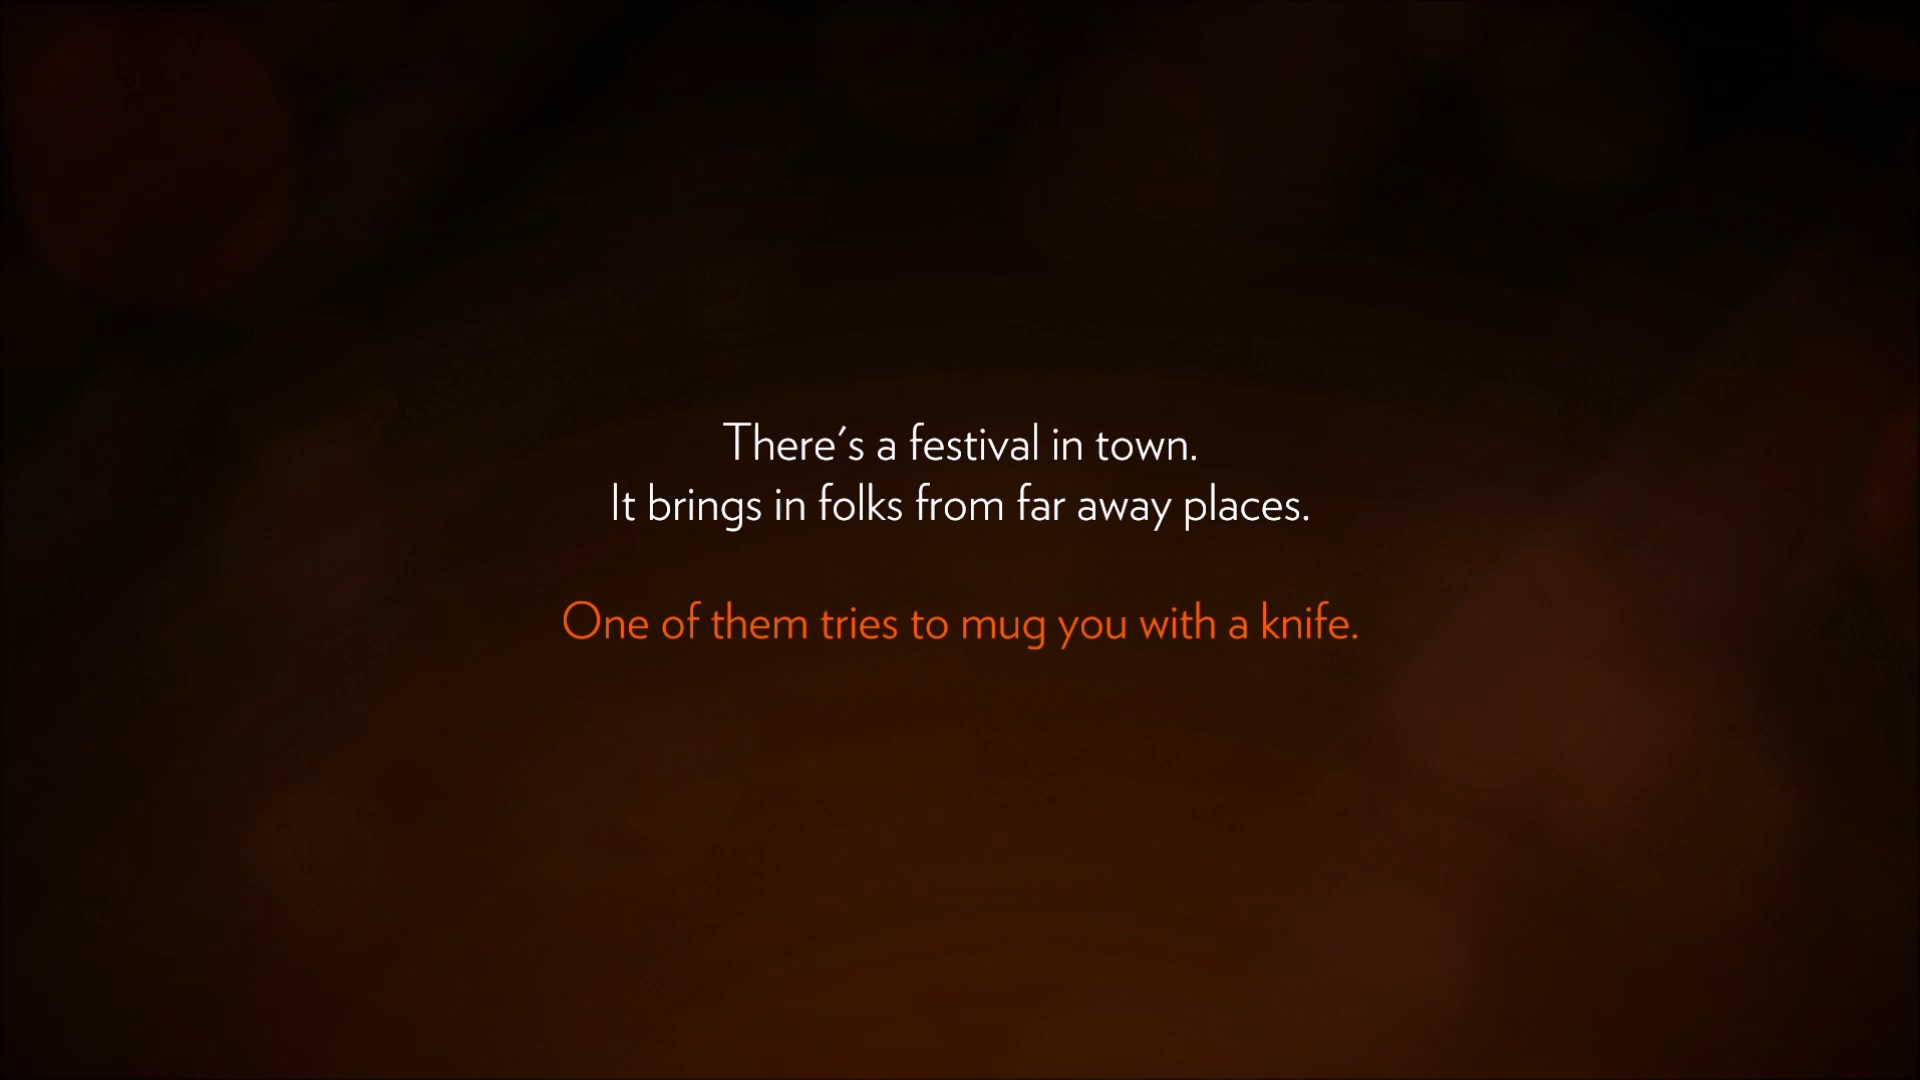 There's a festival in town.
It brings in folks from far away places.
One of them tries to mug you with a knife.